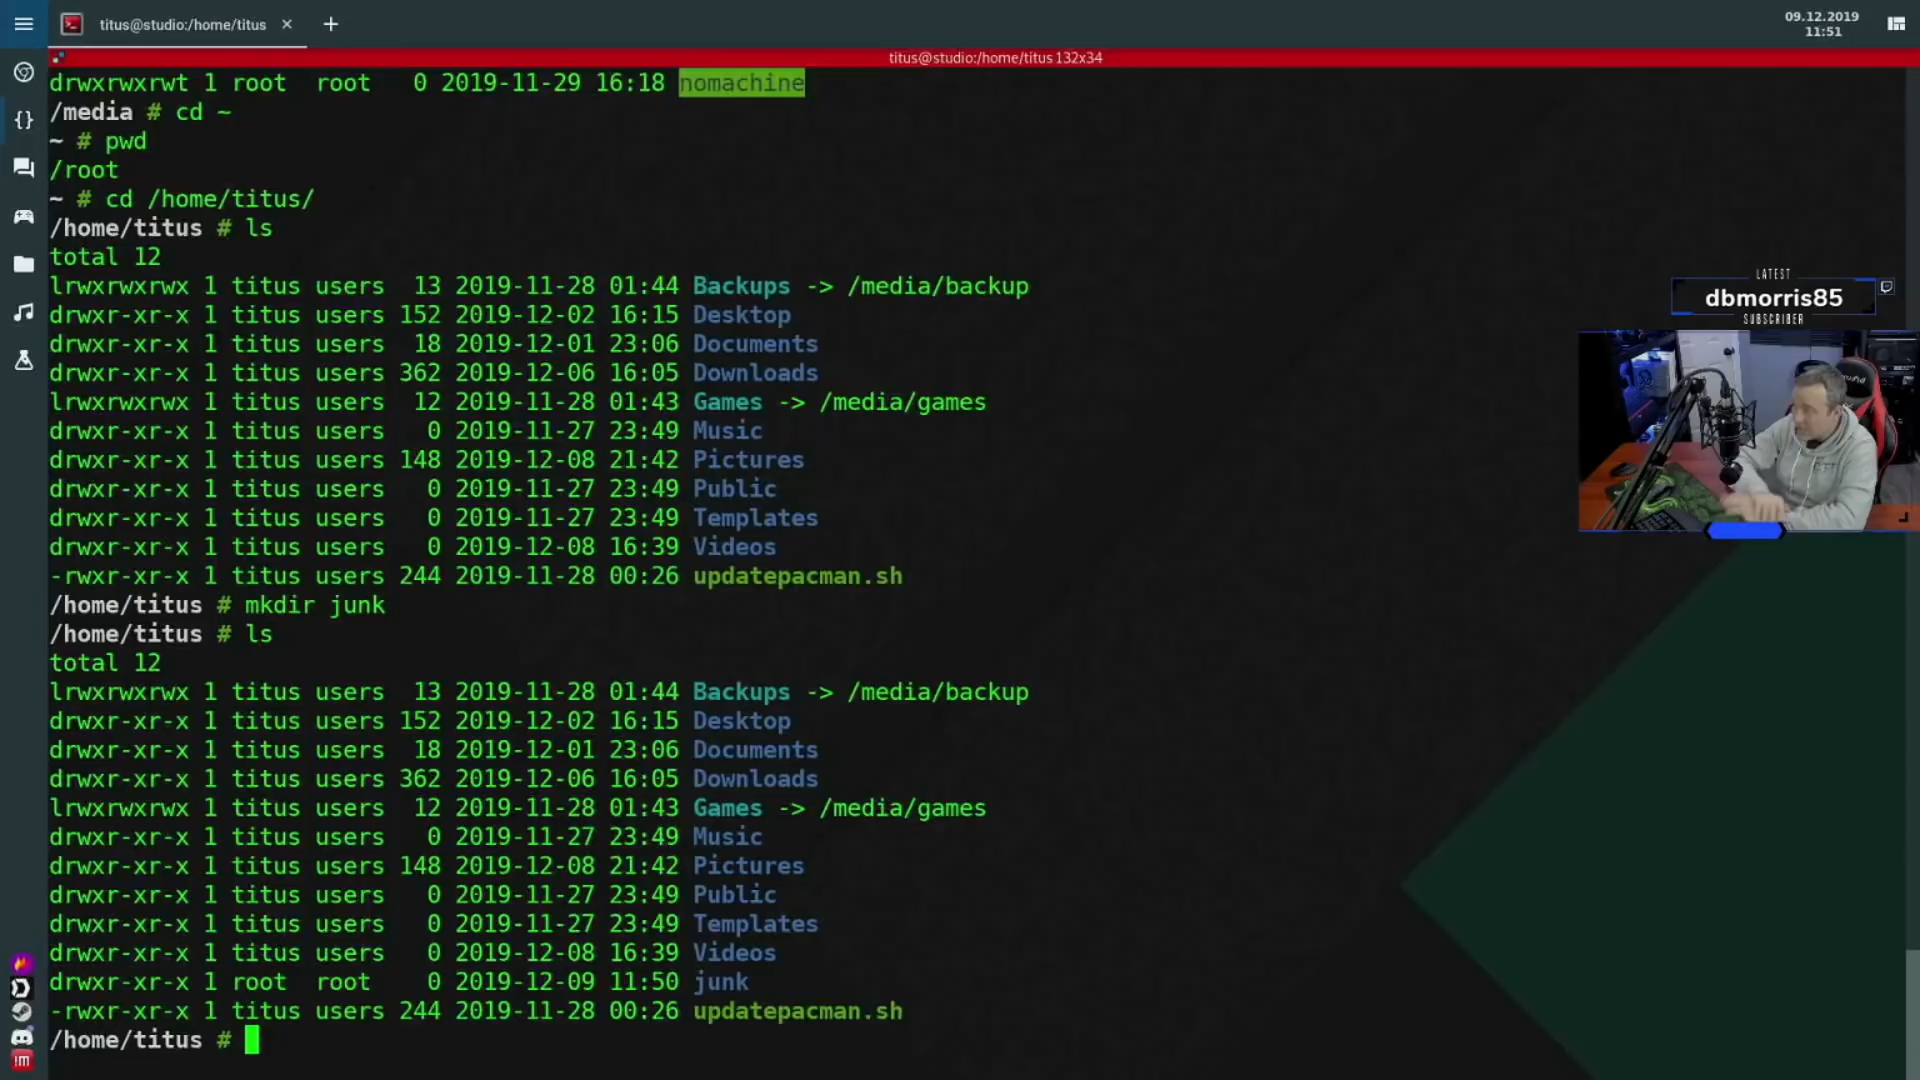 titus@studio:/home/titus
09.12.2019
11:51
titus@studio:/home/titus 132x34
drwxrwxrwt 1 root  root   0 2019-11-29 16:18 nomachine
/media # cd ~
~ # pwd
/root
~ # cd /home/titus/
/home/titus # ls
total 12
lrwxrwxrwx 1 titus users  13 2019-11-28 01:44 Backups -> /media/backup
drwxr-xr-x 1 titus users 152 2019-12-02 16:15 Desktop
drwxr-xr-x 1 titus users  18 2019-12-01 23:06 Documents
drwxr-xr-x 1 titus users 362 2019-12-06 16:05 Downloads
lrwxrwxrwx 1 titus users  12 2019-11-28 01:43 Games -> /media/games
drwxr-xr-x 1 titus users   0 2019-11-27 23:49 Music
drwxr-xr-x 1 titus users 148 2019-12-08 21:42 Pictures
drwxr-xr-x 1 titus users   0 2019-11-27 23:49 Public
drwxr-xr-x 1 titus users   0 2019-11-27 23:49 Templates
drwxr-xr-x 1 titus users   0 2019-12-08 16:39 Videos
-rwxr-xr-x 1 titus users 244 2019-11-28 00:26 updatepacman.sh
/home/titus # mkdir junk
/home/titus # ls
total 12
lrwxrwxrwx 1 titus users  13 2019-11-28 01:44 Backups -> /media/backup
drwxr-xr-x 1 titus users 152 2019-12-02 16:15 Desktop
drwxr-xr-x 1 titus users  18 2019-12-01 23:06 Documents
drwxr-xr-x 1 titus users 362 2019-12-06 16:05 Downloads
lrwxrwxrwx 1 titus users  12 2019-11-28 01:43 Games -> /media/games
drwxr-xr-x 1 titus users   0 2019-11-27 23:49 Music
drwxr-xr-x 1 titus users 148 2019-12-08 21:42 Pictures
drwxr-xr-x 1 titus users   0 2019-11-27 23:49 Public
drwxr-xr-x 1 titus users   0 2019-11-27 23:49 Templates
drwxr-xr-x 1 titus users   0 2019-12-08 16:39 Videos
drwxr-xr-x 1 root  root    0 2019-12-09 11:50 junk
-rwxr-xr-x 1 titus users 244 2019-11-28 00:26 updatepacman.sh
/home/titus #
LATEST
dbmorris85
SUBSCRIBER
!m